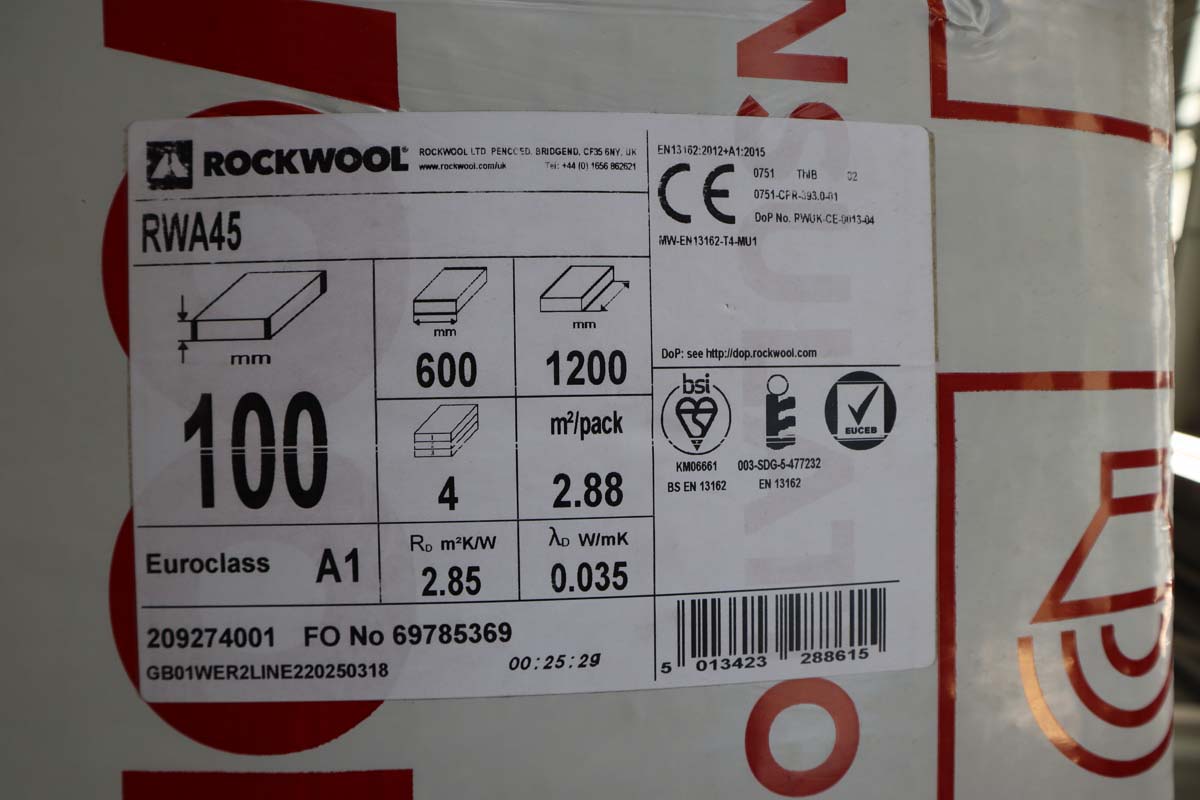 ROCKWOOL®
ROCKWOOL LTD. PENCOED. BRIDGEND. CF35 6NY. UK
www.rockwool.com/uk Tel: +44 (0) 1656 862621
RWA45
mm
100
mm
600
mm
1200
4
m²/pack
2.88
Euroclass A1
RD m²K/W
2.85
λD W/mK
0.035
209274001 FO No 69785369
GB01WER2LINE220250318
00:25:29
EN13162:2012+A1:2015
CE
0751
0751-CPR-
DoP No.
MW-EN13162-T4-MU1
DoP: see http://dop.rockwool.com
bsi
KM06661
BS EN 13162
003-SDG-5-477232
EN 13162
EUCEB
5 013423 288615